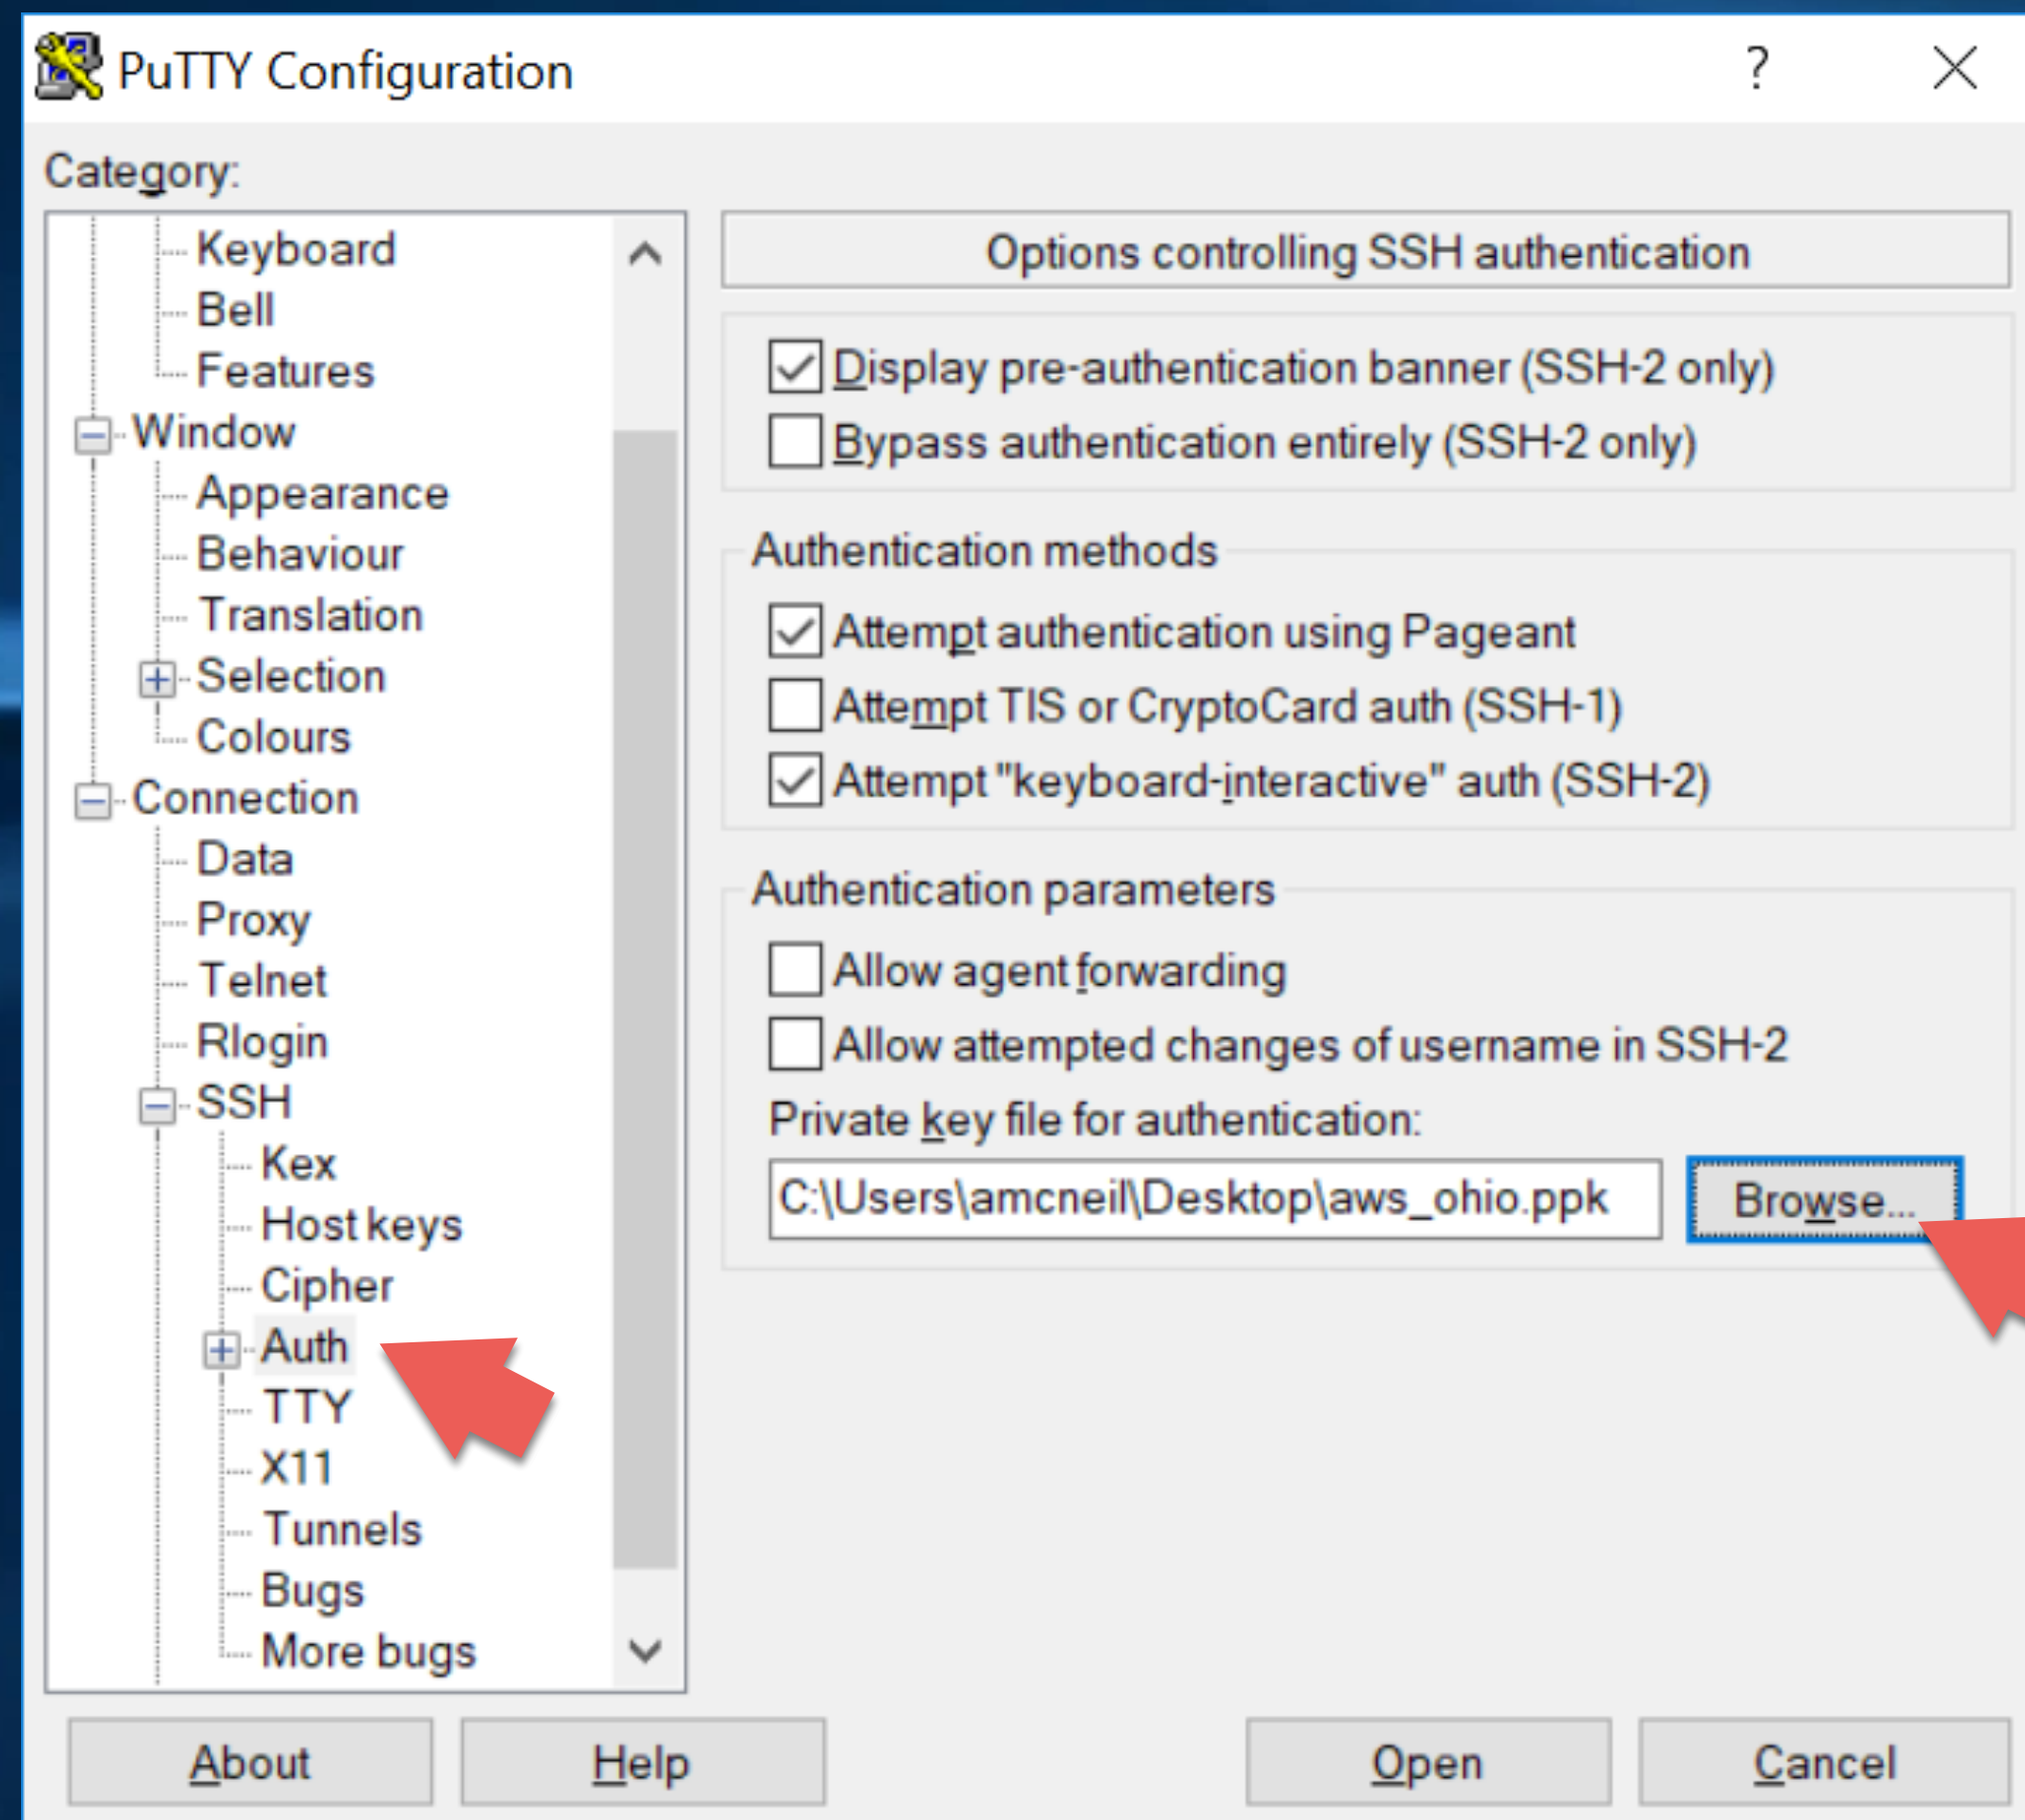 PuTTY Configuration
?
Category:
Keyboard
Bell
Features
Window
Appearance
Behaviour
Translation
Selection
Colours
Connection
Data
Proxy
Telnet
Rlogin
SSH
Kex
Host keys
Cipher
Auth
TTY
X11
Tunnels
Bugs
More bugs
Options controlling SSH authentication
Display pre-authentication banner (SSH-2 only)
Bypass authentication entirely (SSH-2 only)
Authentication methods
Attempt authentication using Pageant
Attempt TIS or CryptoCard auth (SSH-1)
Attempt "keyboard-interactive" auth (SSH-2)
Authentication parameters
Allow agent forwarding
Allow attempted changes of username in SSH-2
Private key file for authentication:
C:\Users\amcneil\Desktop\aws_ohio.ppk
Browse...
About
Help
Open
Cancel